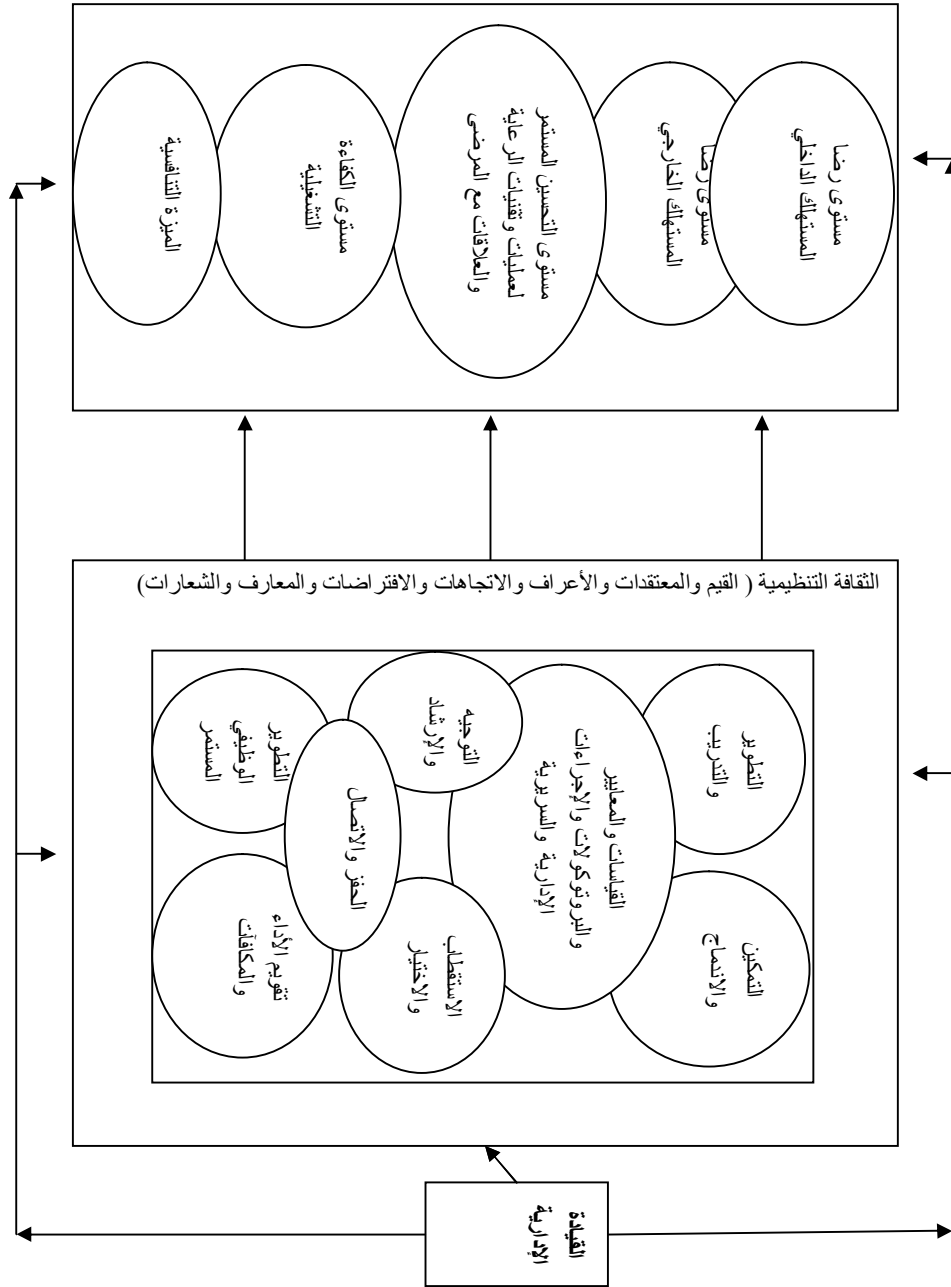 مستوى رضا
المستهلك الداخلي
مستوى رضا
المستهلك الخارجي
مستوى التحسين المستمر
لعمليات وتقنيات الرعاية
والعلاقات مع المرضى
مستوى الكفاءة
التشغيلية
الميزة التنافسية
الثقافة التنظيمية ( القيم والمعتقدات والأعراف والاتجاهات والافتراضات والمعارف والشعارات)
التطوير
والتدريب
القياسات والمعايير
والبروتوكولات والإجراءات
الإدارية والسريرية
التوجيه
والإرشاد
التطوير
الوظيفي
المستمر
الحفز والاتصال
التمكين
والاندماج
الاستقطاب
والاختيار
تقويم الأداء
والمكافآت
القيادة
الإدارية